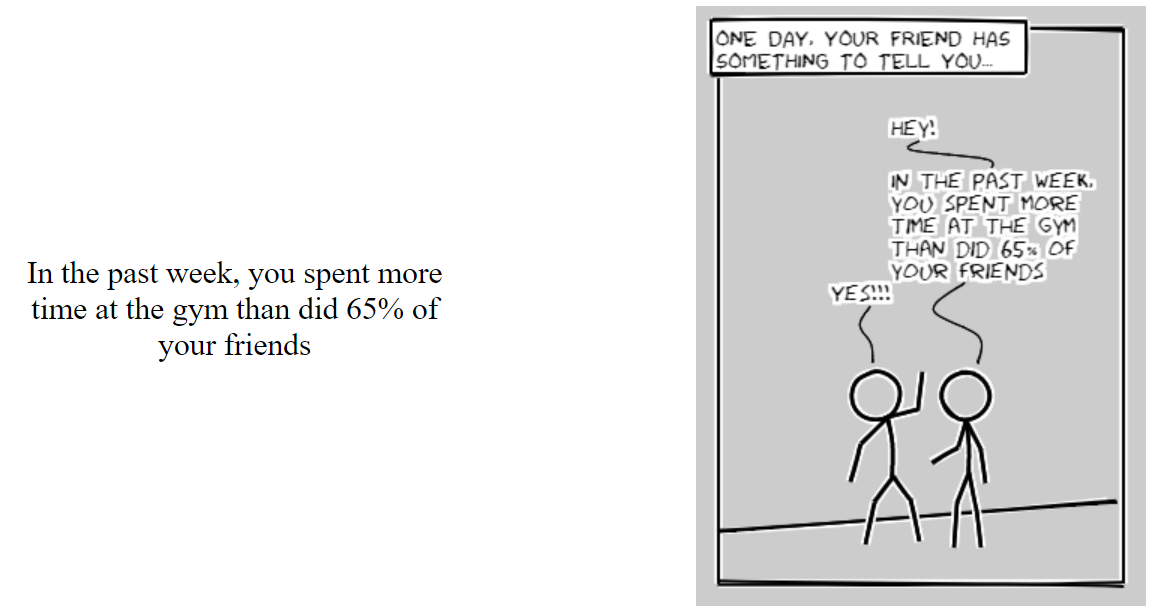 In the past week, you spent more
time at the gym than did 65% of
your friends
ONE DAY, YOUR FRIEND HAS
SOMETHING TO TELL YOU...
HEY!
IN THE PAST WEEK,
YOU SPENT MORE
TIME AT THE GYM
THAN DID 65% OF
YOUR FRIENDS
YES!!!